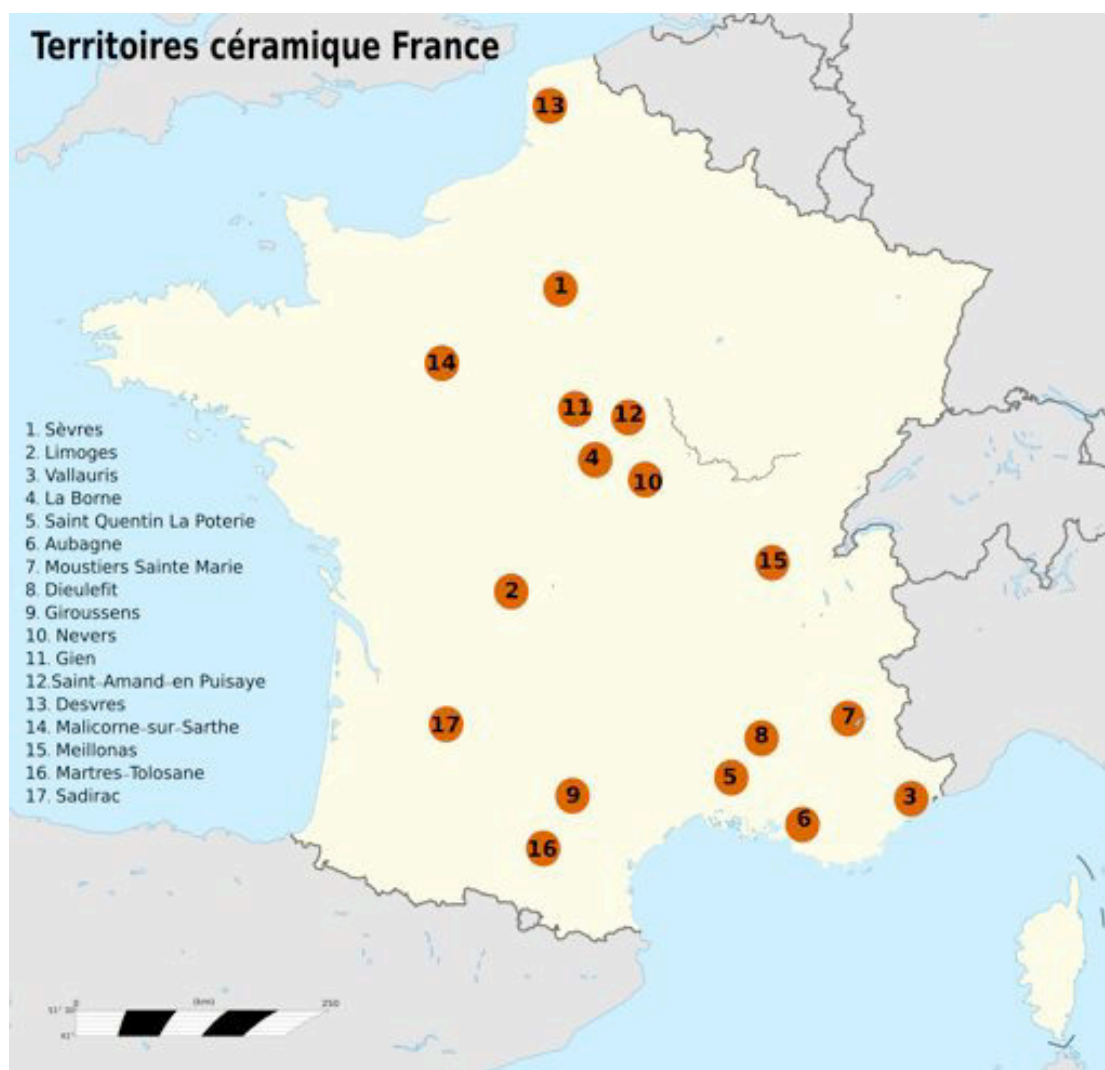 Territoires céramique France
13
1
14
11
12
4
10
15
2
17
7
8
5
9
3
6
16
1. Sèvres
2. Limoges
3. Vallauris
4. La Borne
5. Saint Quentin La Poterie
6. Aubagne
7. Moustiers Sainte Marie
8. Dieulefit
9. Giroussens
10. Nevers
11. Gien
12.Saint-Amand-en Puisaye
13. Desvres
14. Malicorne-sur-Sarthe
15. Meillonas
16. Martres-Tolosane
17. Sadirac
0 (km) 250